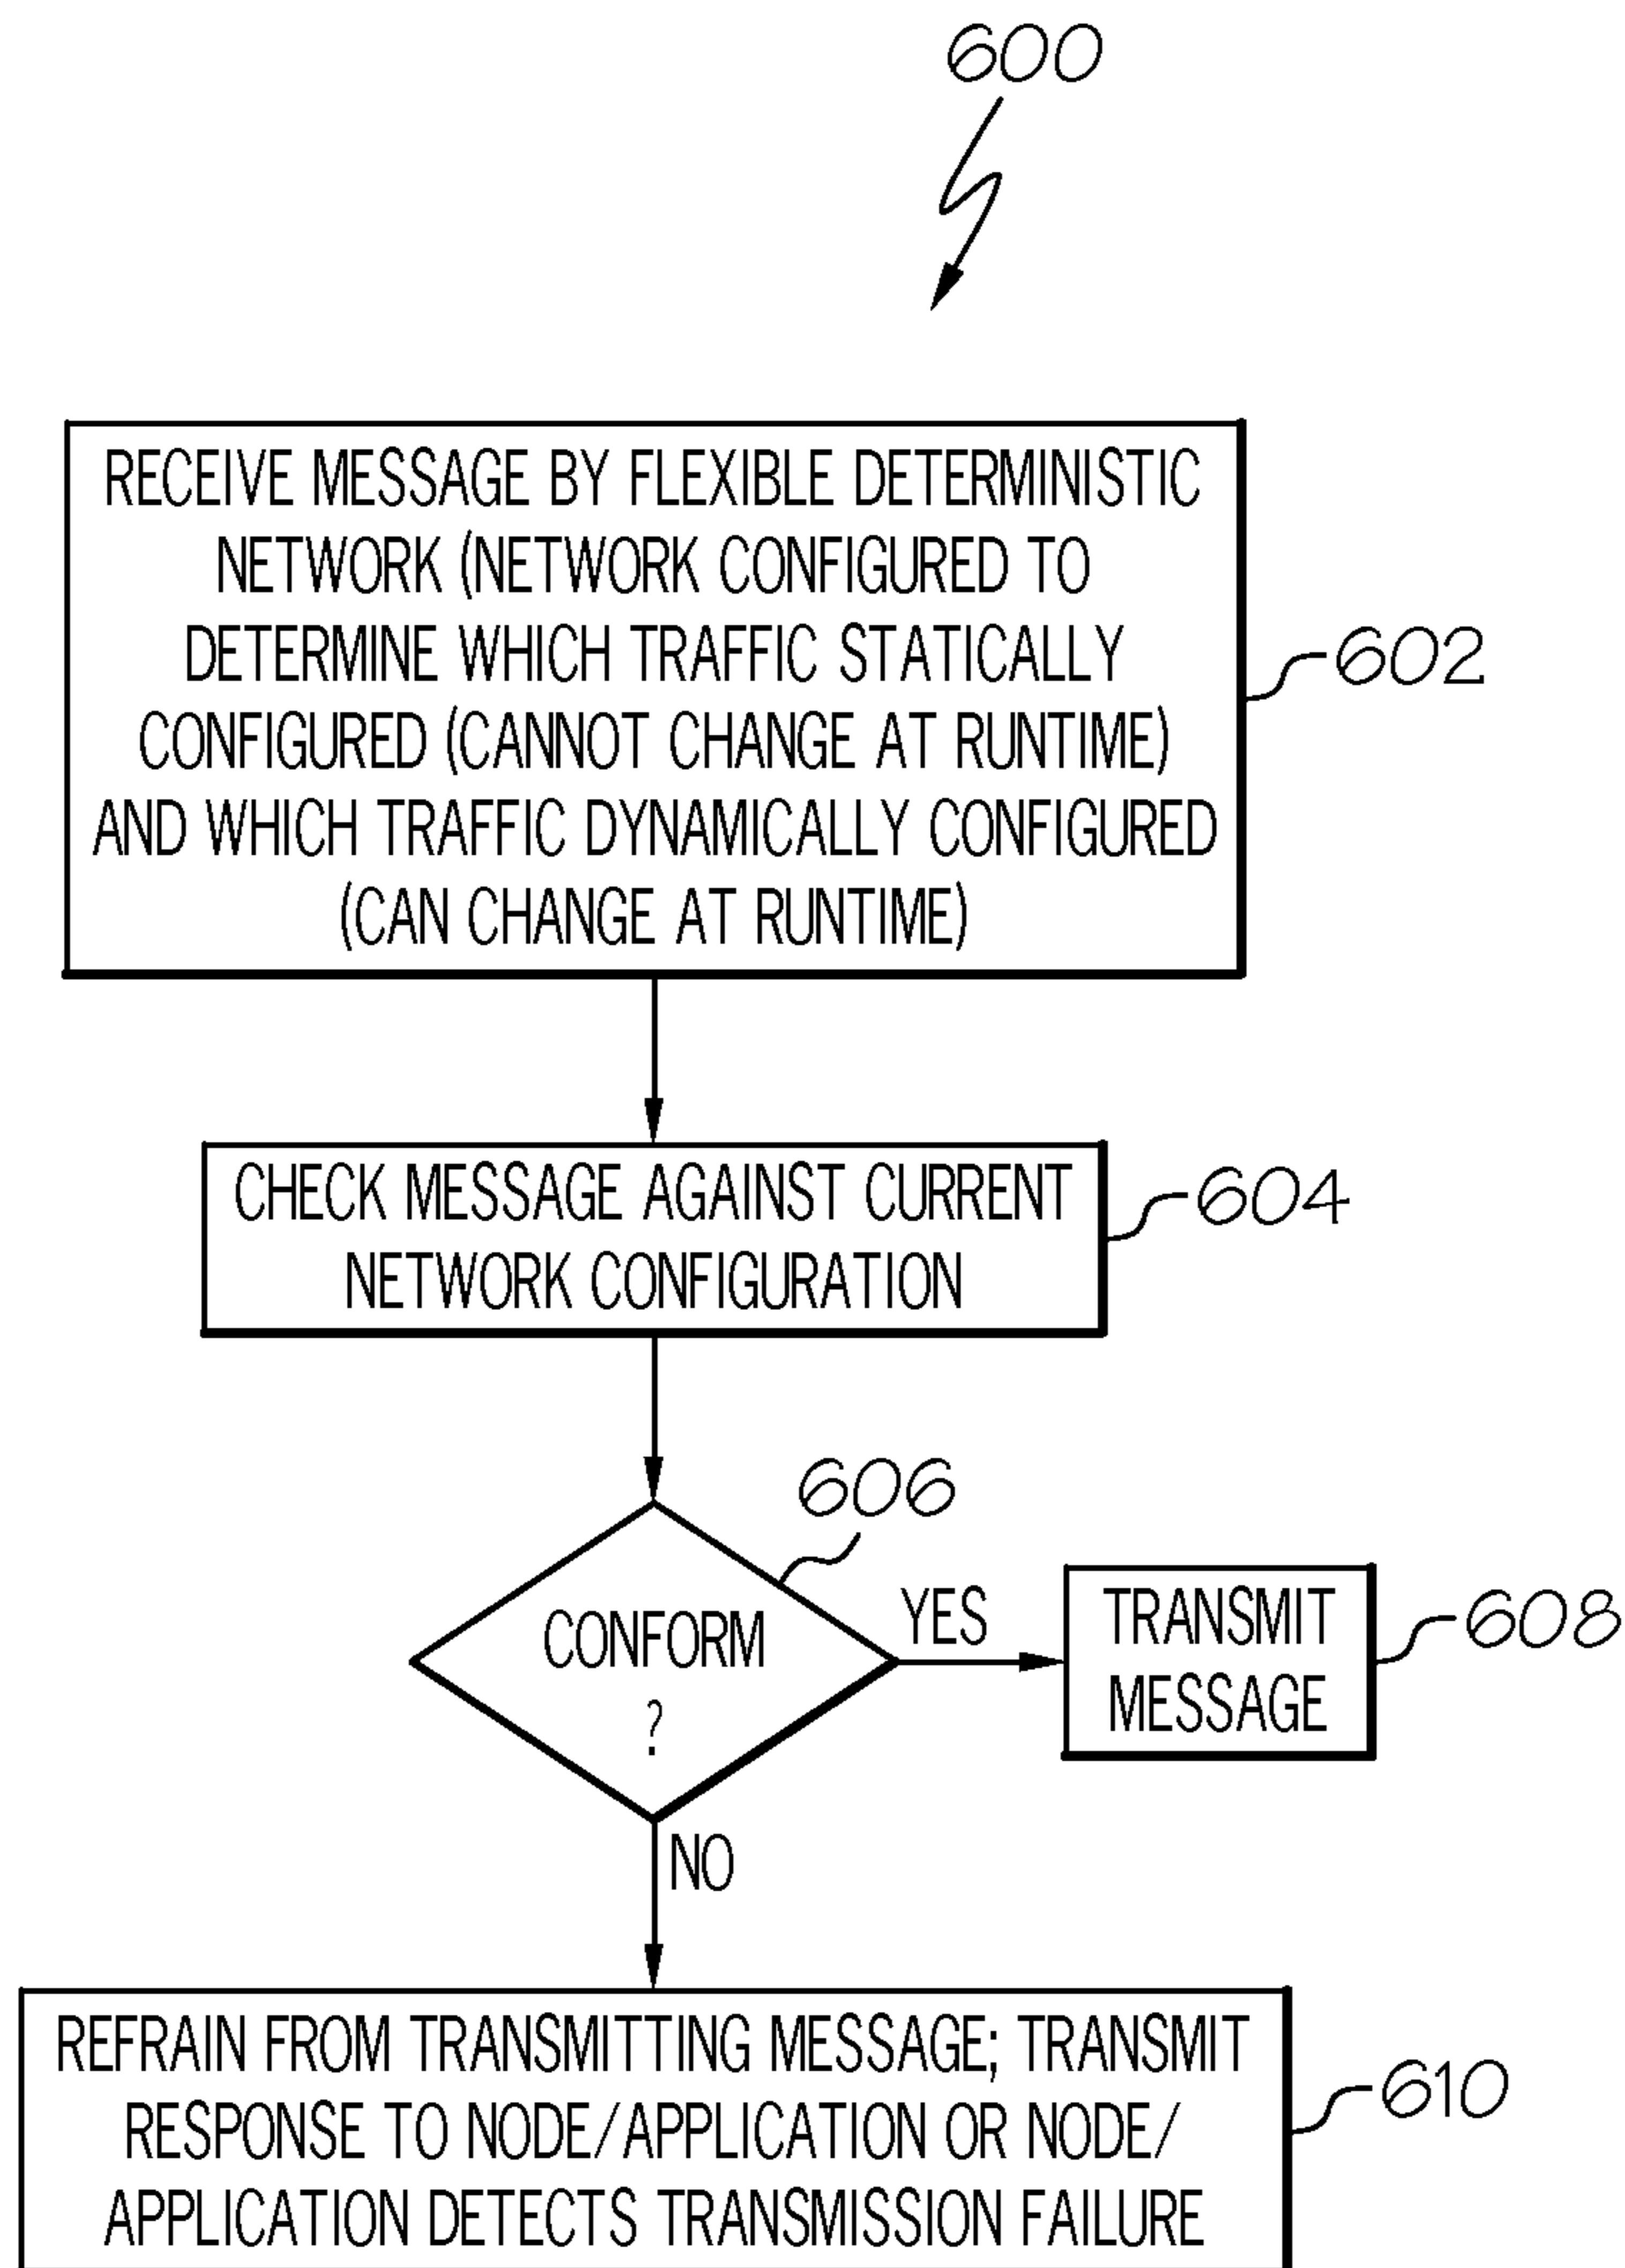 600
RECEIVE MESSAGE BY FLEXIBLE DETERMINISTIC
NETWORK (NETWORK CONFIGURED TO
DETERMINE WHICH TRAFFIC STATICALLY
CONFIGURED (CANNOT CHANGE AT RUNTIME)
AND WHICH TRAFFIC DYNAMICALLY CONFIGURED
(CAN CHANGE AT RUNTIME)
602
CHECK MESSAGE AGAINST CURRENT
NETWORK CONFIGURATION
604
606
CONFORM
?
YES
TRANSMIT
MESSAGE
608
NO
REFRAIN FROM TRANSMITTING MESSAGE; TRANSMIT
RESPONSE TO NODE/APPLICATION OR NODE/
APPLICATION DETECTS TRANSMISSION FAILURE
610